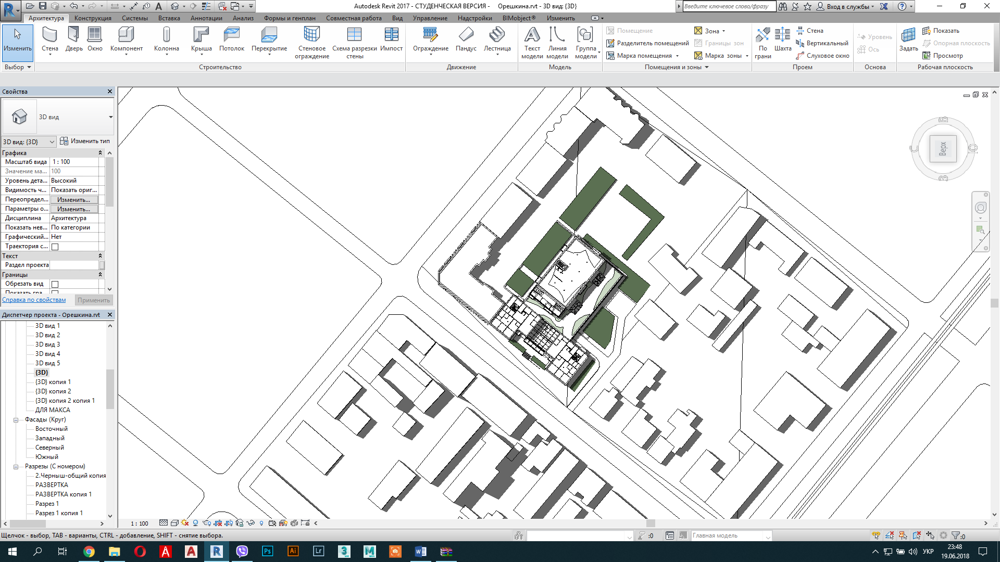 Autodesk Revit 2017 - СТУДЕНЧЕСКАЯ ВЕРСИЯ - Орешкина.rvt - 3D вид: {3D}
Введите ключевое слово/фразу
Вход в службы
Архитектура Конструкция Системы Вставка Аннотации Анализ Формы и генплан Совместная работа Вид Управление Надстройки BIMobject® Изменить
Изменить
Стена Дверь Окно Компонент Колонна Крыша Потолок Перекрытие
Стеновое ограждение
Схема разрезки стены
Импорт
Ограждение Пандус Лестница
Текст модели
Линия модели
Группа модели
Помещение
Разделитель помещений
Марка помещения
Зона
Границы зон
Марка зоны
По грани
Шахта
Стена
Вертикальный
Слуховое окно
Уровень
Ось
Задать
Показать
Опорная плоскость
Просмотр
Выбор Строительство Движение Модель Помещения и зоны Проем Основа Рабочая плоскость
Свойства
3D вид
3D вид: {3D} Изменить тип
Графика
Масштаб вида 1 : 100
Значение ма... 100
Уровень дета... Высокий
Видимость ч... Показать ориг...
Переопредел... Изменить...
Параметры о... Изменить...
Дисциплина Архитектура
Показать нев... По категории
Графический... Нет
Траектория с...
Текст
Раздел проекта
Границы
Обрезать вид
Показать гра...
Справка по свойствам Применить
Диспетчер проекта - Орешкина.rvt
3D вид 1
3D вид 2
3D вид 3
3D вид 4
3D вид 5
{3D}
{3D} копия 1
{3D} копия 2
{3D} копия 2 копия 1
ДЛЯ МАКСА
Фасады (Круг)
Восточный
Западный
Северный
Южный
Разрезы (С номером)
2.Черныш-общий копия
РАЗВЕРТКА
РАЗВЕРТКА копия 1
Разрез 1
Разрез 1 копия 1
Верх
1 : 100
Щелчок - выбор, TAB - варианты, CTRL - добавление, SHIFT - снятие выбора.
:0
Главная модель
:0
УКР
23:48
19.06.2018